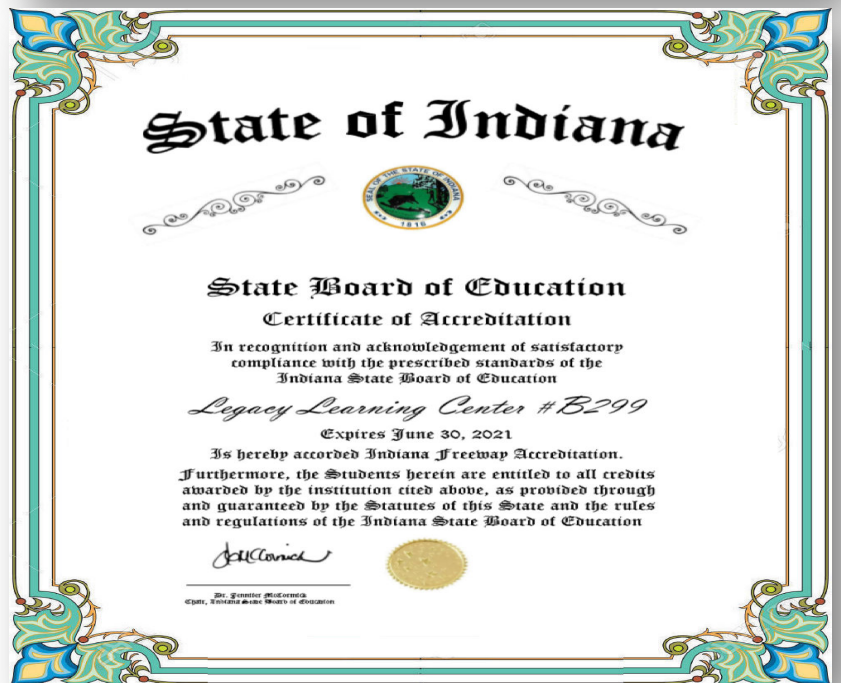 State of Indiana
SEAL OF THE STATE OF INDIANA
1816
State Board of Education
Certificate of Accreditation
In recognition and acknowledgement of satisfactory
compliance with the prescribed standards of the
Indiana State Board of Education
Legacy Learning Center #B299
Expires June 30, 2021
Is hereby accorded Indiana Freeway Accreditation.
Furthermore, the Students herein are entitled to all credits
awarded by the institution cited above, as provided through
and guaranteed by the Statutes of this State and the rules
and regulations of the Indiana State Board of Education
Dr. Jennifer McCormick
Chair, Indiana State Board of Education